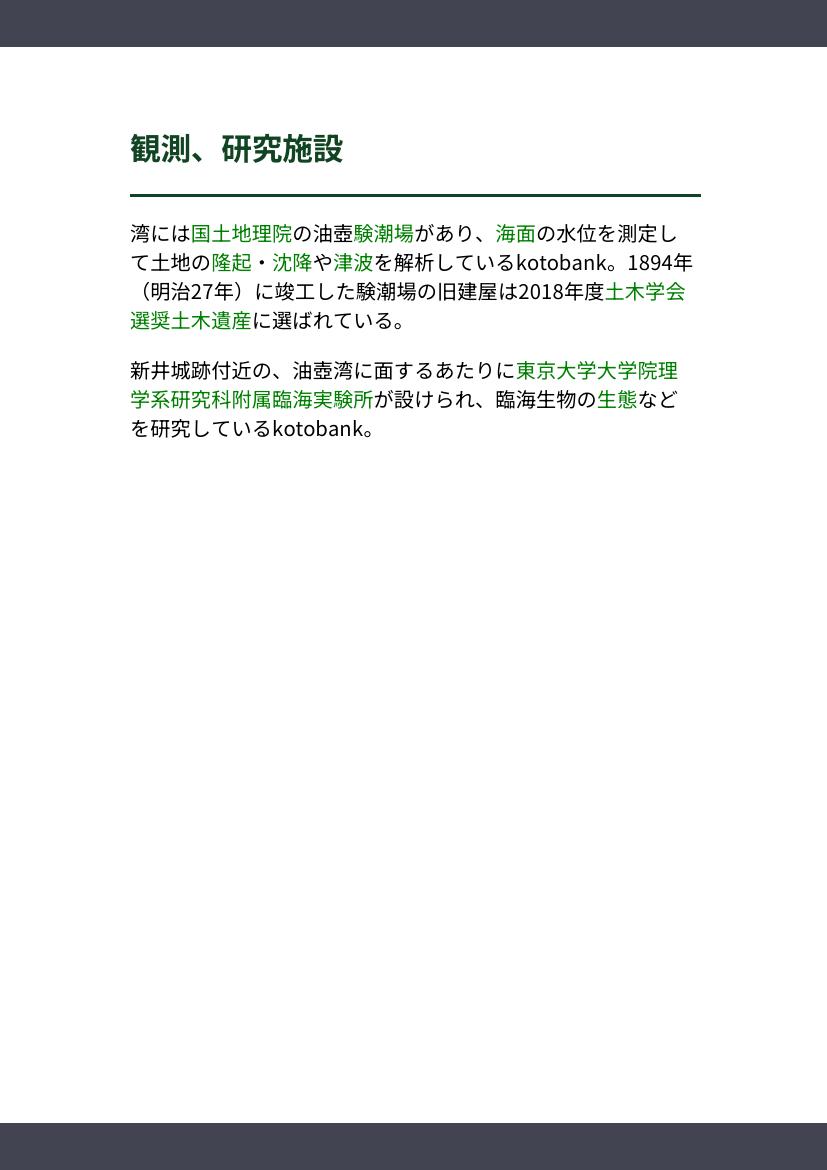 観測、研究施設
湾には国土地理院の油壺験潮場があり、海面の水位を測定し
て土地の隆起・沈降や津波を解析しているkotobank。1894年
（明治27年）に竣工した験潮場の旧建屋は2018年度土木学会
選奨土木遺産に選ばれている。
新井城跡付近の、油壺湾に面するあたりに東京大学大学院理
学系研究科附属臨海実験所が設けられ、臨海生物の生態など
を研究しているkotobank。